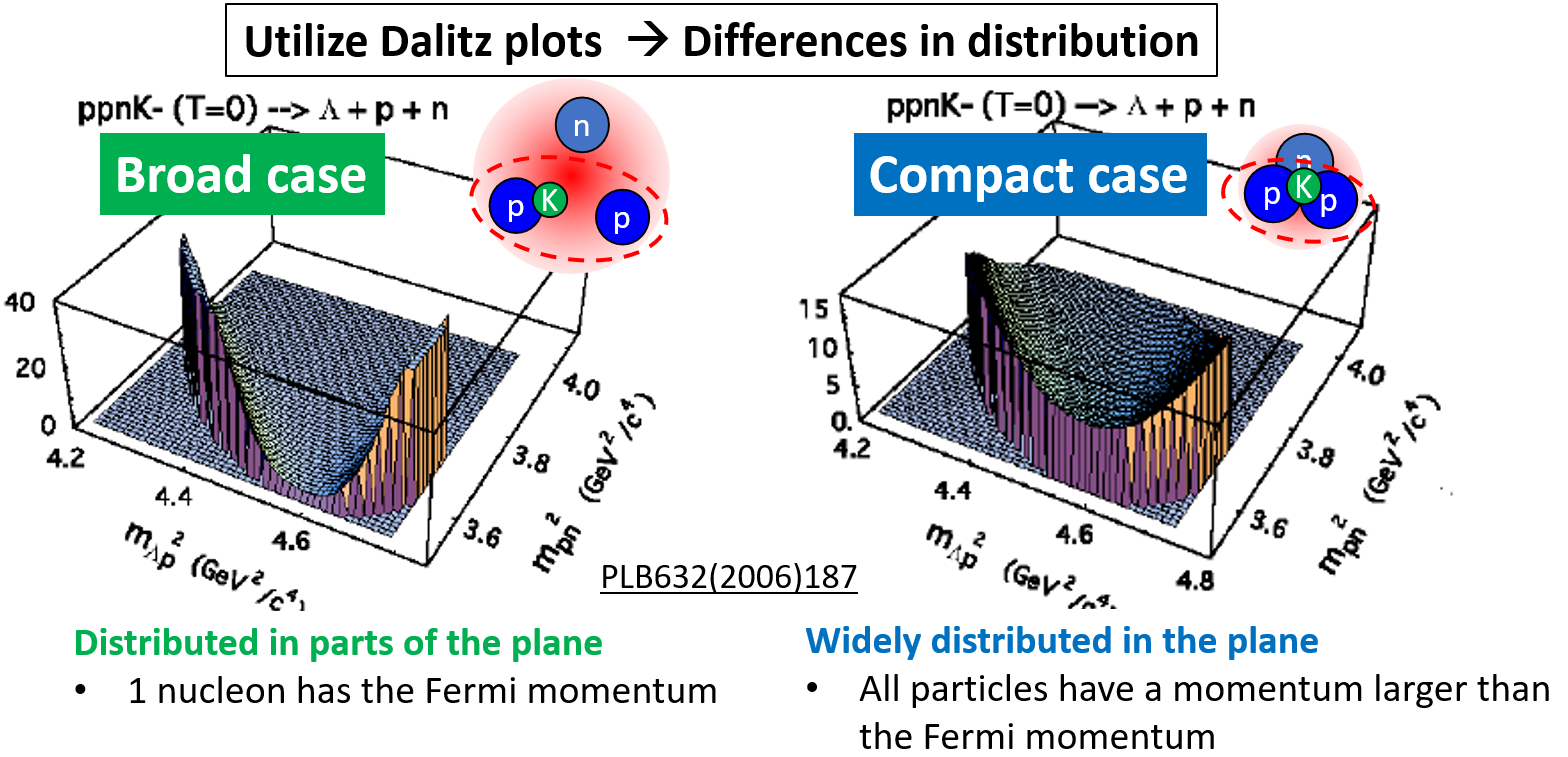 Utilize Dalitz plots → Differences in distribution
ppnK- (T=0) --> Λ + p + n
Broad case
n
p
K
p
40
20
0
4.2
4.4
4.6
m_Λp^2 (GeV^2/c^4)
3.6
3.8
4.0
m_pn^2 (GeV^2/c^4)
ppnK- (T=0) —> Λ + p + n
Compact case
n
p
K
p
15
10
5
0.
4.2
4.4
4.6
4.8
m_Λp^2 (GeV^2/c^4)
3.6
3.8
4.0
m_pn^2 (GeV^2/c^4)
PLB632(2006)187
Distributed in parts of the plane
• 1 nucleon has the Fermi momentum
Widely distributed in the plane
• All particles have a momentum larger than
the Fermi momentum